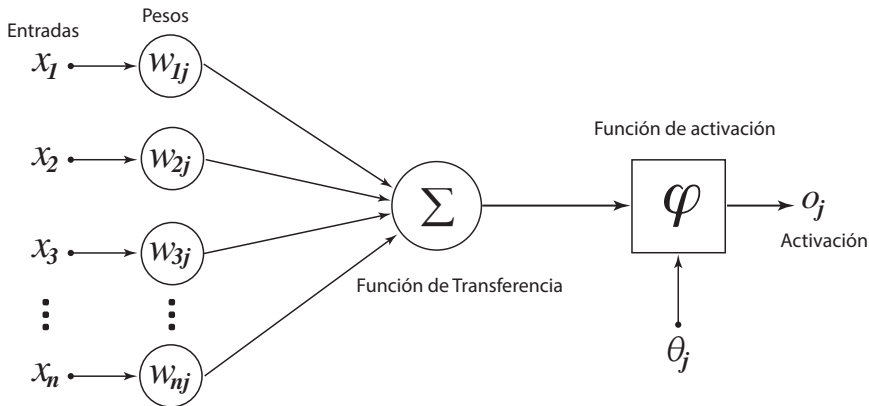 Entradas
Pesos
x1
w1j
x2
w2j
x3
w3j
⋮
⋮
xn
wnj
Σ
Función de Transferencia
Función de activación
φ
θj
oj
Activación